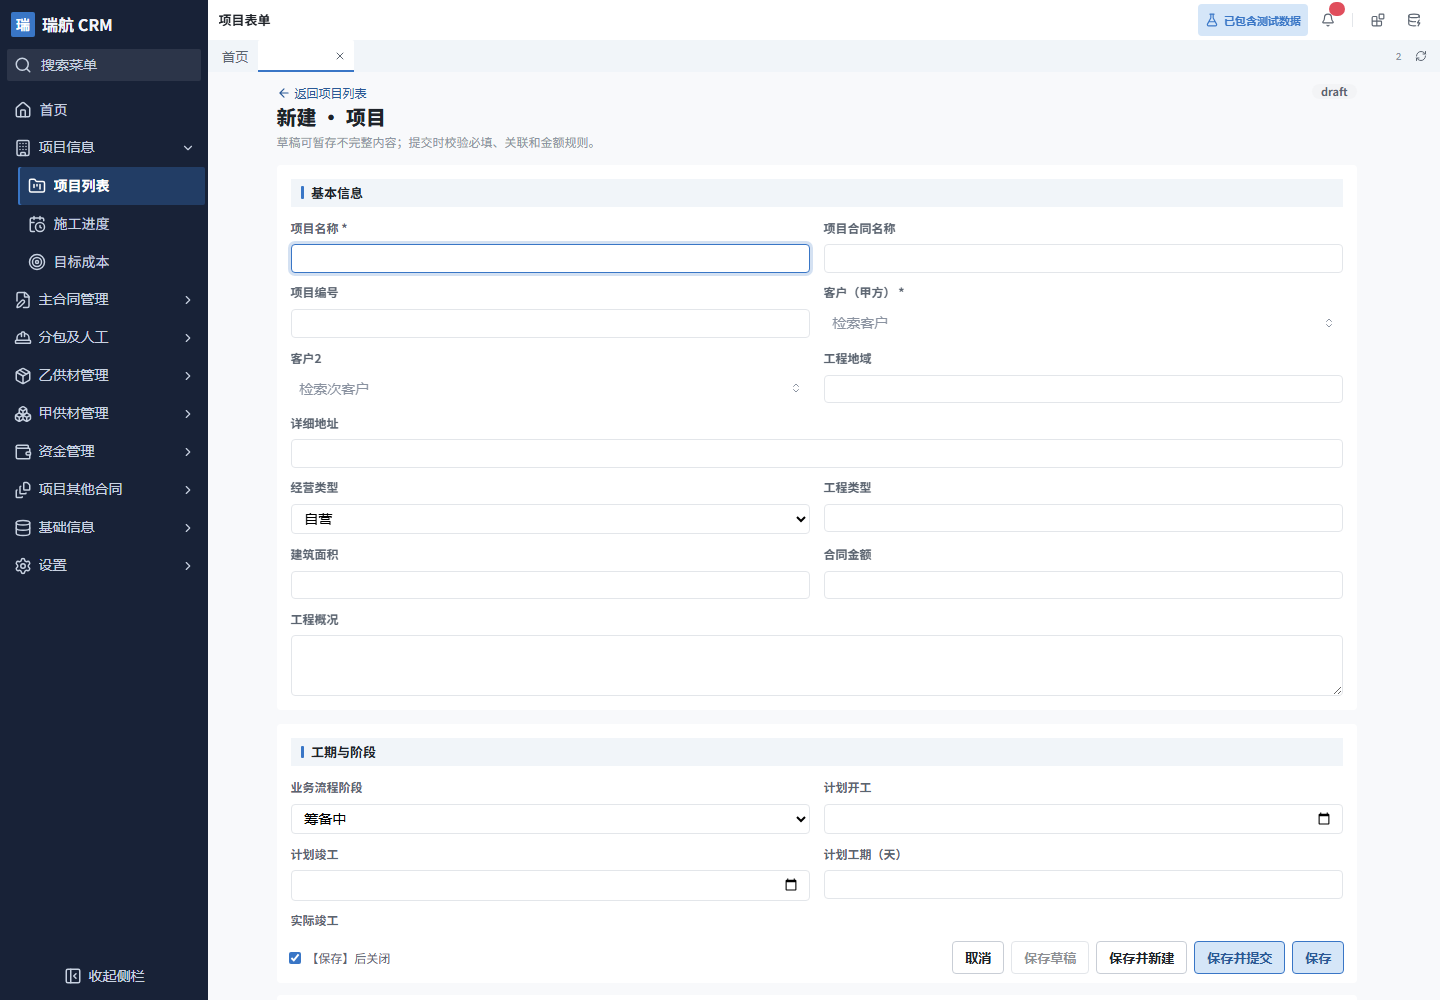 瑞 瑞航 CRM
搜索菜单
首页
项目信息
项目列表
施工进度
目标成本
主合同管理
分包及人工
乙供材管理
甲供材管理
资金管理
项目其他合同
基础信息
设置
收起侧栏
项目表单
已包含测试数据
首页
2
返回项目列表
draft
新建 • 项目
草稿可暂存不完整内容；提交时校验必填、关联和金额规则。
基本信息
项目名称 *
项目合同名称
项目编号
客户（甲方） *
检索客户
客户2
工程地域
检索次客户
详细地址
经营类型
工程类型
自营
建筑面积
合同金额
工程概况
工期与阶段
业务流程阶段
计划开工
筹备中
计划竣工
计划工期（天）
实际竣工
【保存】后关闭
取消
保存草稿
保存并新建
保存并提交
保存